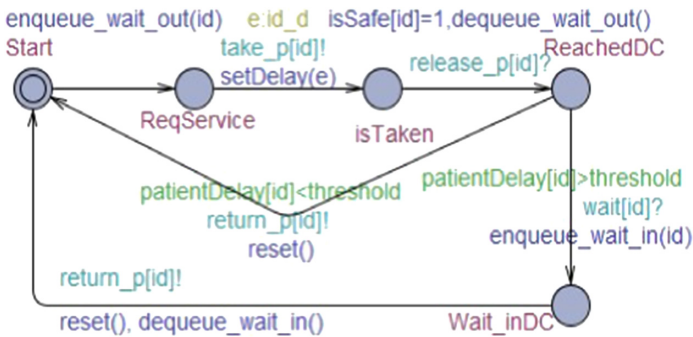 enqueue_wait_out(id) e:id_d isSafe[id]=1,dequeue_wait_out()
Start take_p[id]! ReachedDC
setDelay(e) release_p[id]?
ReqService isTaken
patientDelay[id]<threshold patientDelay[id]>threshold
return_p[id]! wait[id]?
reset() enqueue_wait_in(id)
return_p[id]!
reset(), dequeue_wait_in() Wait_inDC